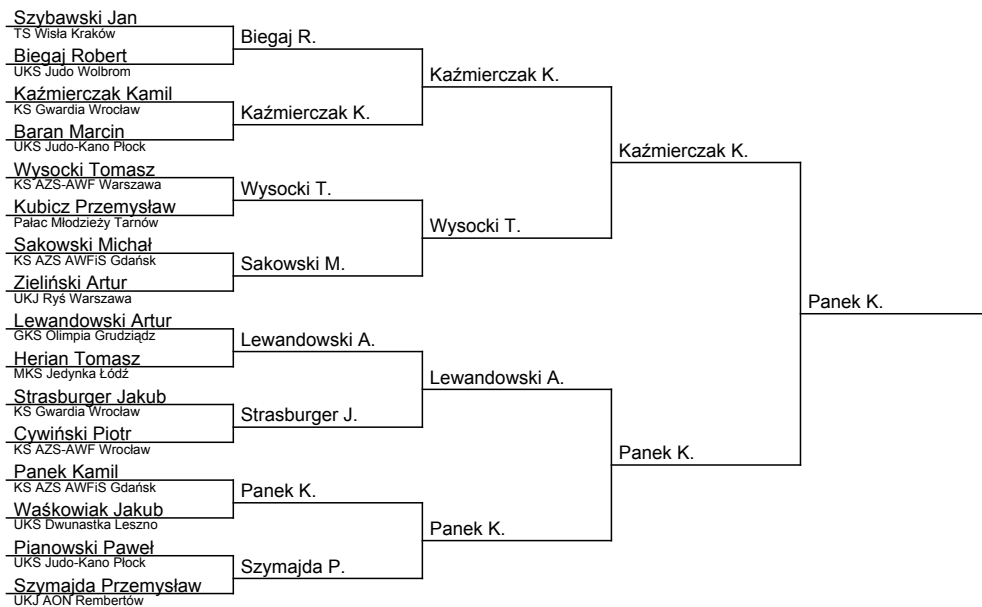 Szybawski Jan
TS Wisła Kraków
Biegaj Robert
UKS Judo Wolbrom
Kaźmierczak Kamil
KS Gwardia Wrocław
Baran Marcin
UKS Judo-Kano Płock
Wysocki Tomasz
KS AZS-AWF Warszawa
Kubicz Przemysław
Pałac Młodzieży Tarnów
Sakowski Michał
KS AZS AWFiS Gdańsk
Zieliński Artur
UKJ Ryś Warszawa
Lewandowski Artur
GKS Olimpia Grudziądz
Herian Tomasz
MKS Jedynka Łódź
Strasburger Jakub
KS Gwardia Wrocław
Cywiński Piotr
KS AZS-AWF Wrocław
Panek Kamil
KS AZS AWFiS Gdańsk
Waśkowiak Jakub
UKS Dwunastka Leszno
Pianowski Paweł
UKS Judo-Kano Płock
Szymajda Przemysław
UKJ AON Rembertów
Biegaj R.
Kaźmierczak K.
Wysocki T.
Sakowski M.
Lewandowski A.
Strasburger J.
Panek K.
Szymajda P.
Kaźmierczak K.
Wysocki T.
Lewandowski A.
Panek K.
Kaźmierczak K.
Panek K.
Panek K.